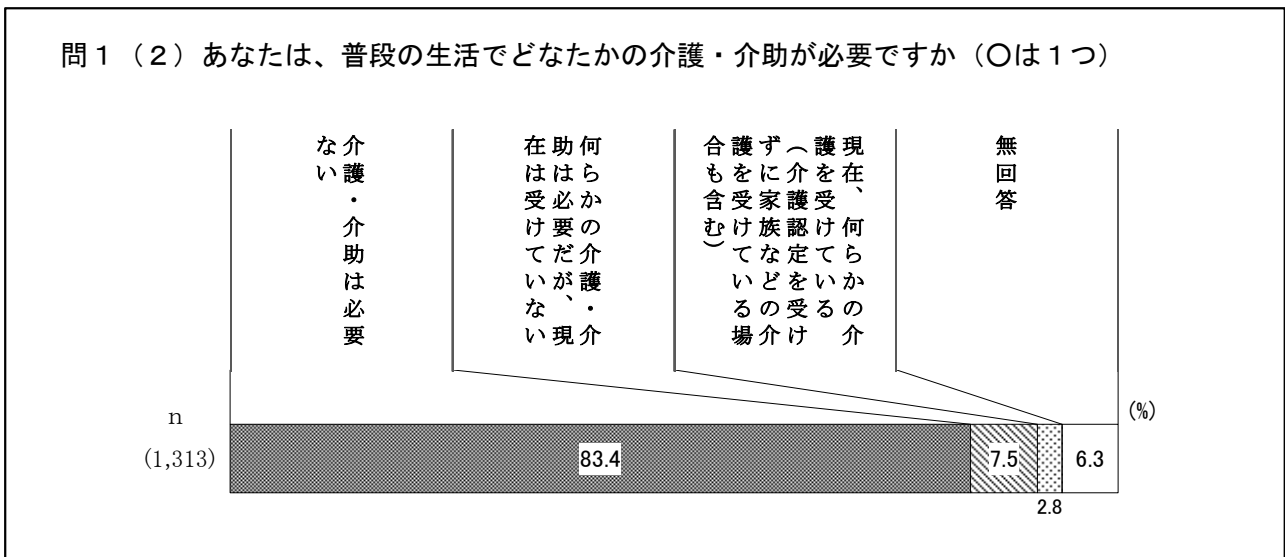 問１（２）あなたは、普段の生活でどなたかの介護・介助が必要ですか（〇は１つ）
介護・介助は必要
ない
何らかの介護・介
助は必要だが、現
在は受けていない
現在、何らかの介
護を受けている
（介護認定を受け
ずに家族などの介
護を受けている場
合も含む）
無回答
n
(%)
(1,313)
83.4
7.5
6.3
2.8